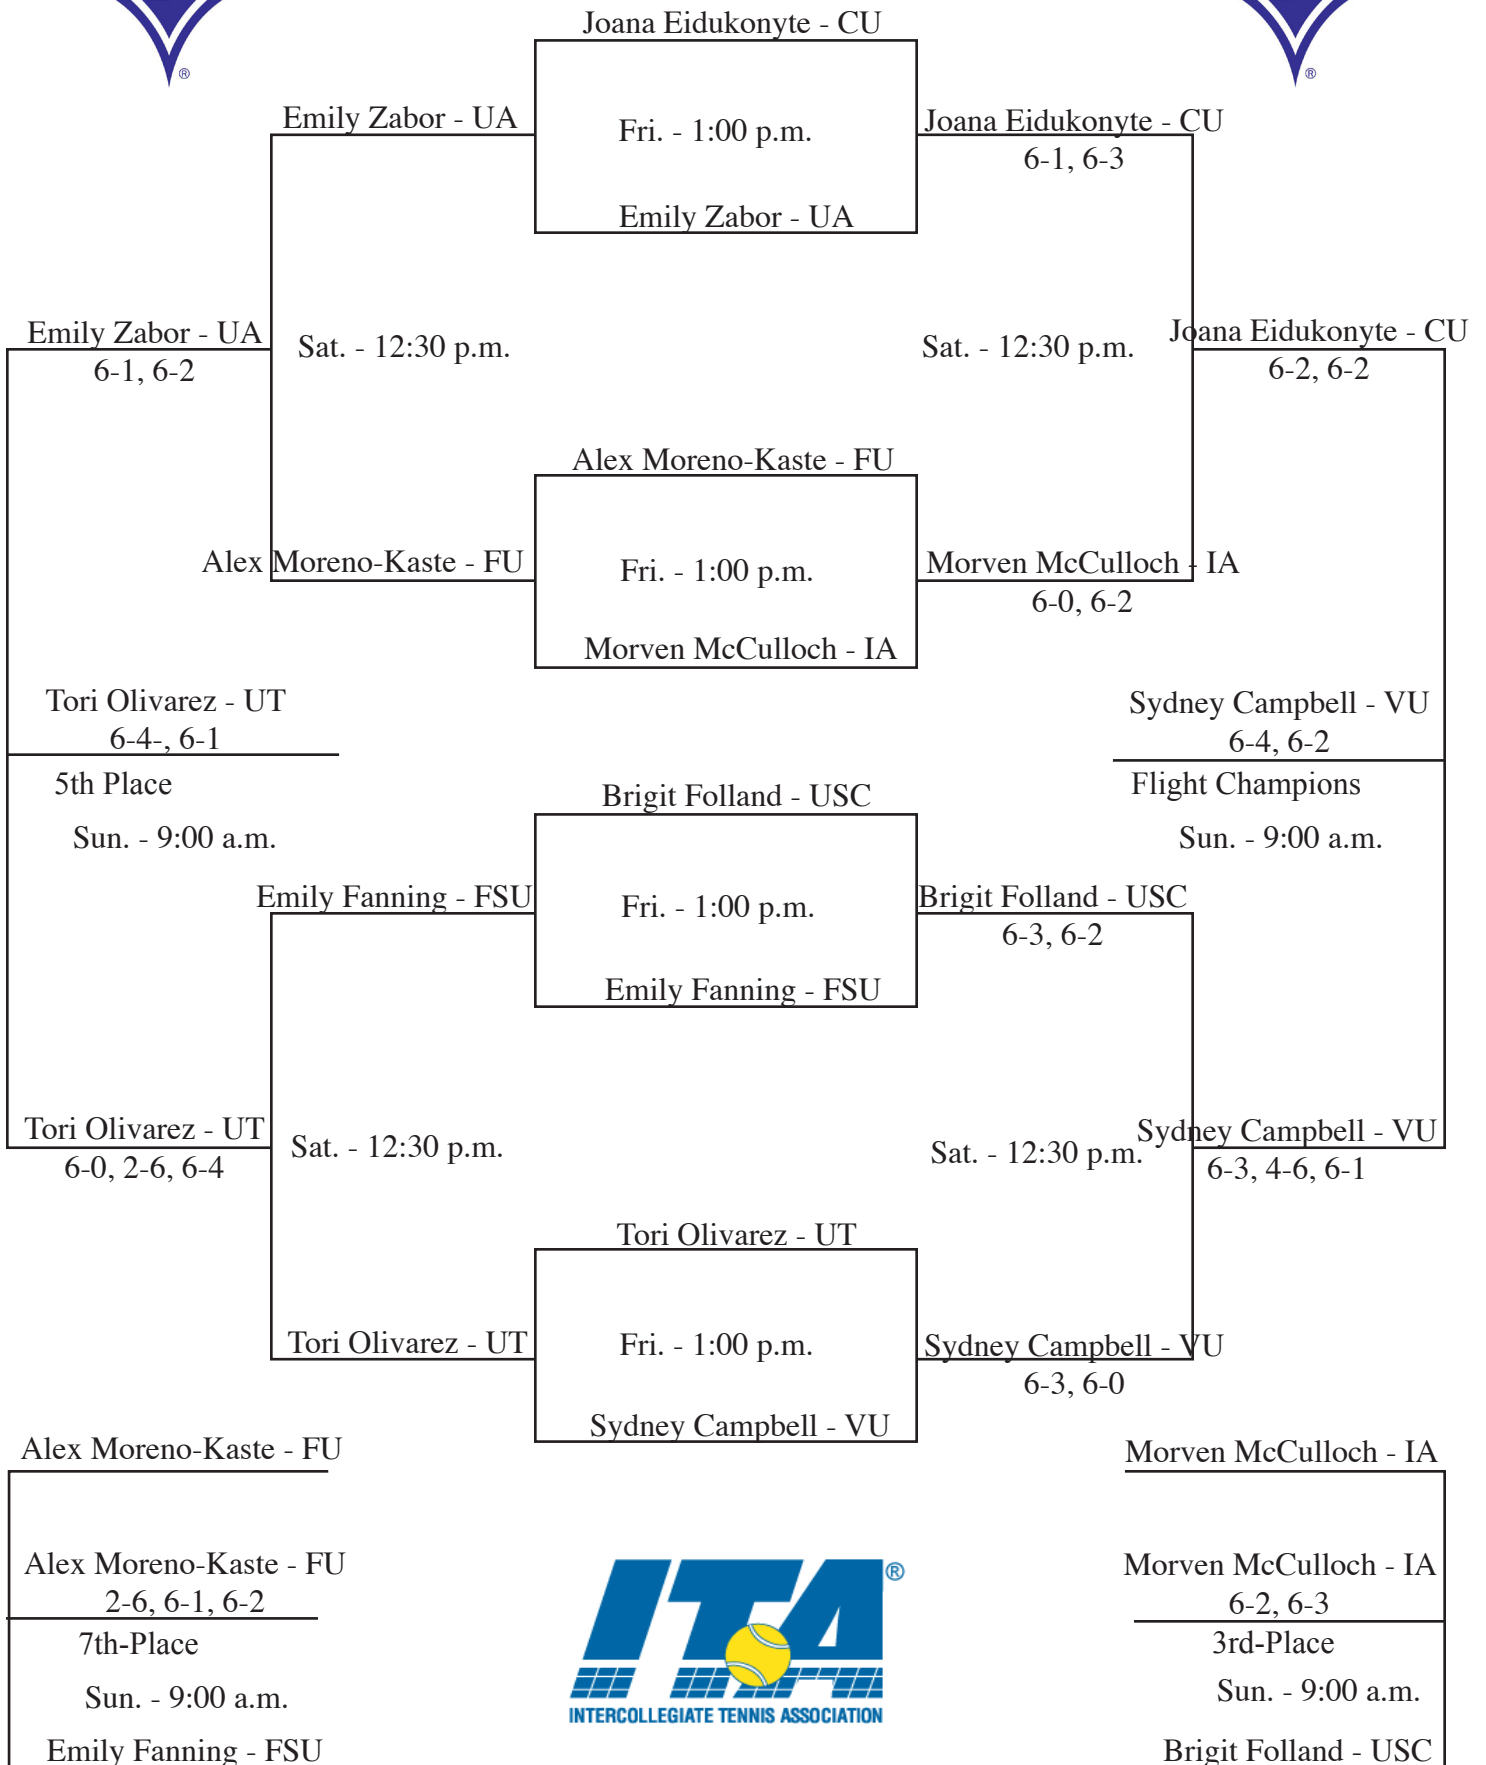 Joana Eidukonyte - CU
®
®
Emily Zabor - UA
Fri. - 1:00 p.m.
Joana Eidukonyte - CU
6-1, 6-3
Emily Zabor - UA
Emily Zabor - UA
6-1, 6-2
Sat. - 12:30 p.m.
Sat. - 12:30 p.m.
Joana Eidukonyte - CU
6-2, 6-2
Alex Moreno-Kaste - FU
Alex Moreno-Kaste - FU
Fri. - 1:00 p.m.
Morven McCulloch - IA
6-0, 6-2
Morven McCulloch - IA
Tori Olivarez - UT
6-4-, 6-1
5th Place
Sun. - 9:00 a.m.
Sydney Campbell - VU
6-4, 6-2
Flight Champions
Sun. - 9:00 a.m.
Brigit Folland - USC
Emily Fanning - FSU
Fri. - 1:00 p.m.
Brigit Folland - USC
6-3, 6-2
Emily Fanning - FSU
Tori Olivarez - UT
6-0, 2-6, 6-4
Sat. - 12:30 p.m.
Sat. - 12:30 p.m.
Sydney Campbell - VU
6-3, 4-6, 6-1
Tori Olivarez - UT
Tori Olivarez - UT
Fri. - 1:00 p.m.
Sydney Campbell - VU
6-3, 6-0
Sydney Campbell - VU
Alex Moreno-Kaste - FU
Alex Moreno-Kaste - FU
2-6, 6-1, 6-2
7th-Place
Sun. - 9:00 a.m.
Emily Fanning - FSU
ITA®
INTERCOLLEGIATE TENNIS ASSOCIATION
Morven McCulloch - IA
Morven McCulloch - IA
6-2, 6-3
3rd-Place
Sun. - 9:00 a.m.
Brigit Folland - USC